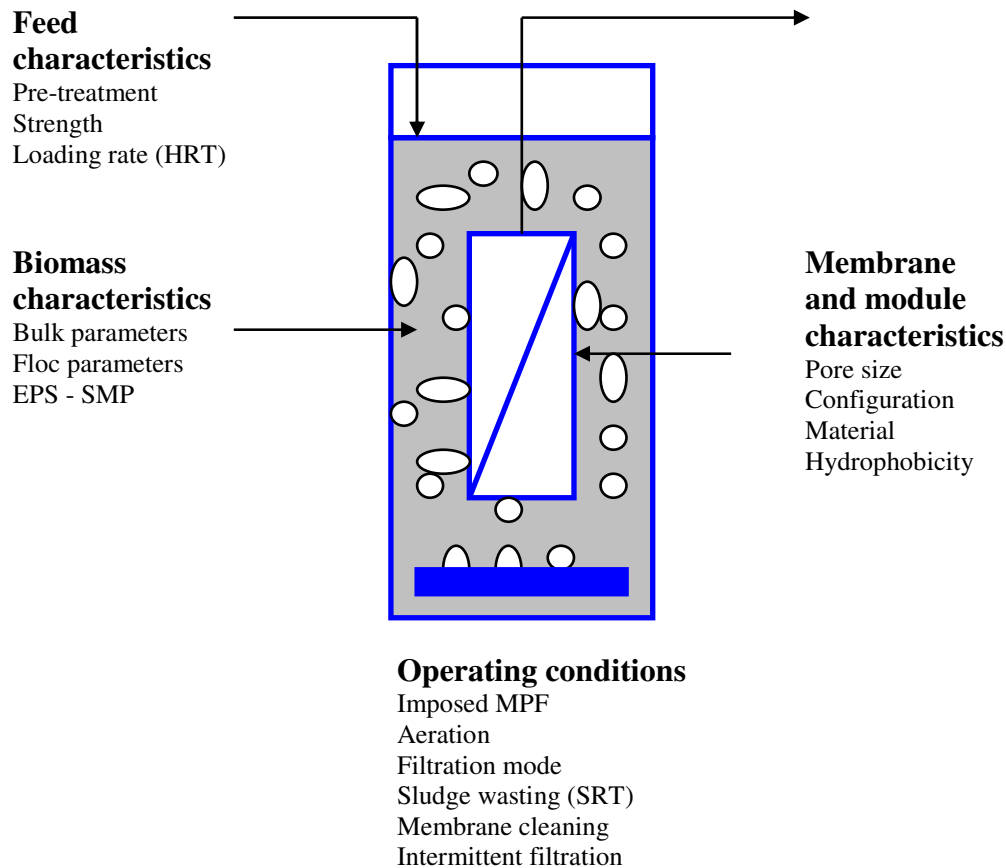 Feed
characteristics
Pre-treatment
Strength
Loading rate (HRT)
Biomass
characteristics
Bulk parameters
Floc parameters
EPS - SMP
Membrane
and module
characteristics
Pore size
Configuration
Material
Hydrophobicity
Operating conditions
Imposed MPF
Aeration
Filtration mode
Sludge wasting (SRT)
Membrane cleaning
Intermittent filtration